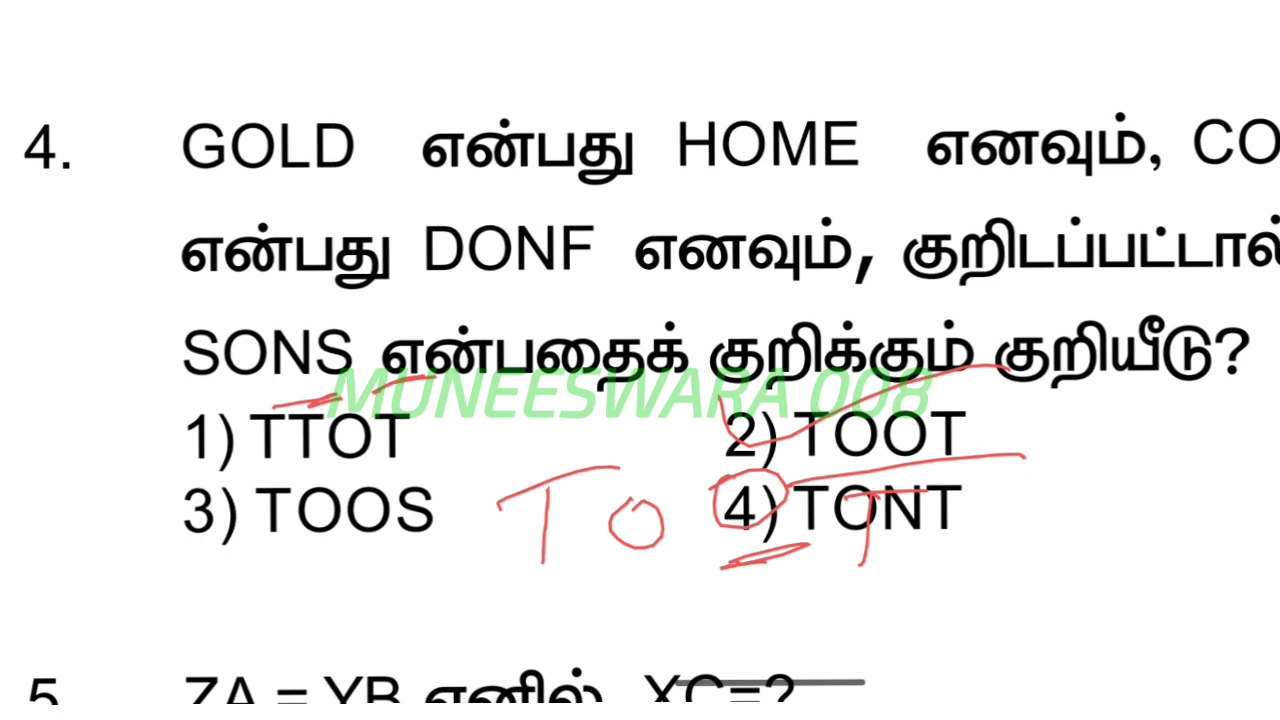 4. GOLD என்பது HOME எனவும், CO
என்பது DONF எனவும், குறிடப்பட்டால்
SONS என்பதைக் குறிக்கும் குறியீடு?
MUNEESWARA 008
1) TTOT 2) TOOT
3) TOOS T O 4) TONT T
5. ZA = YB எனில், XC=?